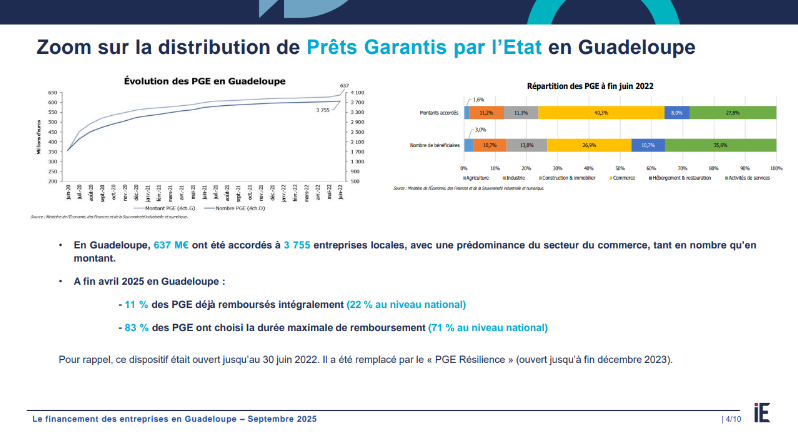 Zoom sur la distribution de Prêts Garantis par l'Etat en Guadeloupe
Évolution des PGE en Guadeloupe
Millions d'euros
650
600
550
500
450
400
350
300
250
200
637
3 755
4 100
3 700
3 300
2 900
2 500
2 100
1 700
1 300
900
500
juin-20
juil.-20
août-20
sept.-20
oct.-20
nov.-20
déc.-20
janv.-21
févr.-21
mars-21
avr.-21
mai-21
juin-21
juil.-21
août-21
sept.-21
oct.-21
nov.-21
déc.-21
janv.-22
févr.-22
mars-22
avr.-22
mai-22
juin-22
Montant PGE (éch.G)
Nombre PGE (éch.D)
Source : Ministère de l'Économie, des Finances et de la Souveraineté industrielle et numérique.
Répartition des PGE à fin juin 2022
Montants accordés
1,6%
11,2%
11,3%
40,3%
8,0%
27,8%
Nombre de bénéficiaires
3,0%
10,7%
13,8%
26,9%
10,7%
35,6%
0%
10%
20%
30%
40%
50%
60%
70%
80%
90%
100%
Agriculture
Industrie
Construction & immobilier
Commerce
Hébergement & restauration
Activités de services
Source : Ministère de l'Économie, des Finances et de la Souveraineté industrielle et numérique.
• En Guadeloupe, 637 M€ ont été accordés à 3 755 entreprises locales, avec une prédominance du secteur du commerce, tant en nombre qu'en
montant.
• A fin avril 2025 en Guadeloupe :
- 11 % des PGE déjà remboursés intégralement (22 % au niveau national)
- 83 % des PGE ont choisi la durée maximale de remboursement (71 % au niveau national)
Pour rappel, ce dispositif était ouvert jusqu'au 30 juin 2022. Il a été remplacé par le « PGE Résilience » (ouvert jusqu'à fin décembre 2023).
Le financement des entreprises en Guadeloupe – Septembre 2025
| 4/10
iE